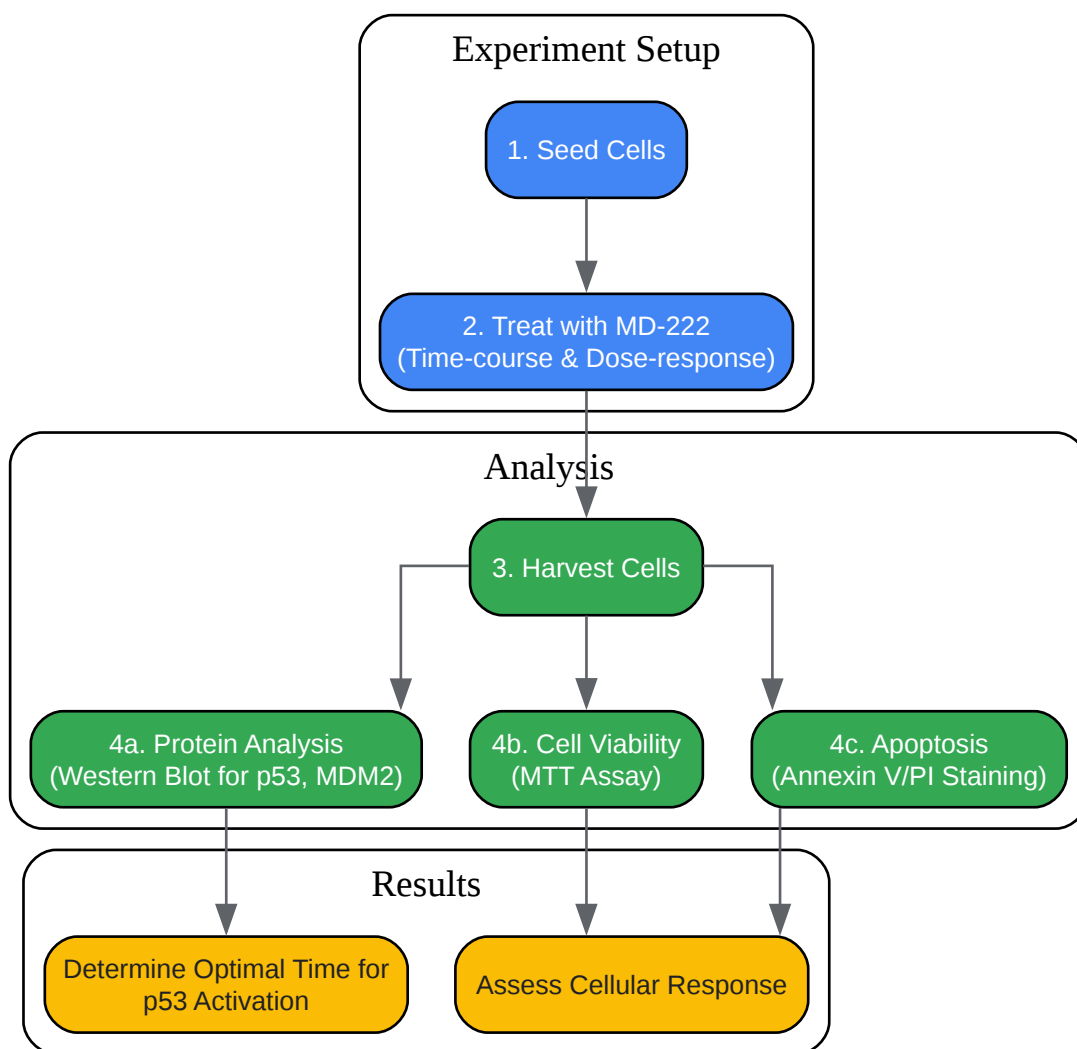 Experiment Setup
1. Seed Cells
2. Treat with MD-222
(Time-course & Dose-response)
Analysis
3. Harvest Cells
4a. Protein Analysis
(Western Blot for p53, MDM2)
4b. Cell Viability
(MTT Assay)
4c. Apoptosis
(Annexin V/PI Staining)
Results
Determine Optimal Time for
p53 Activation
Assess Cellular Response